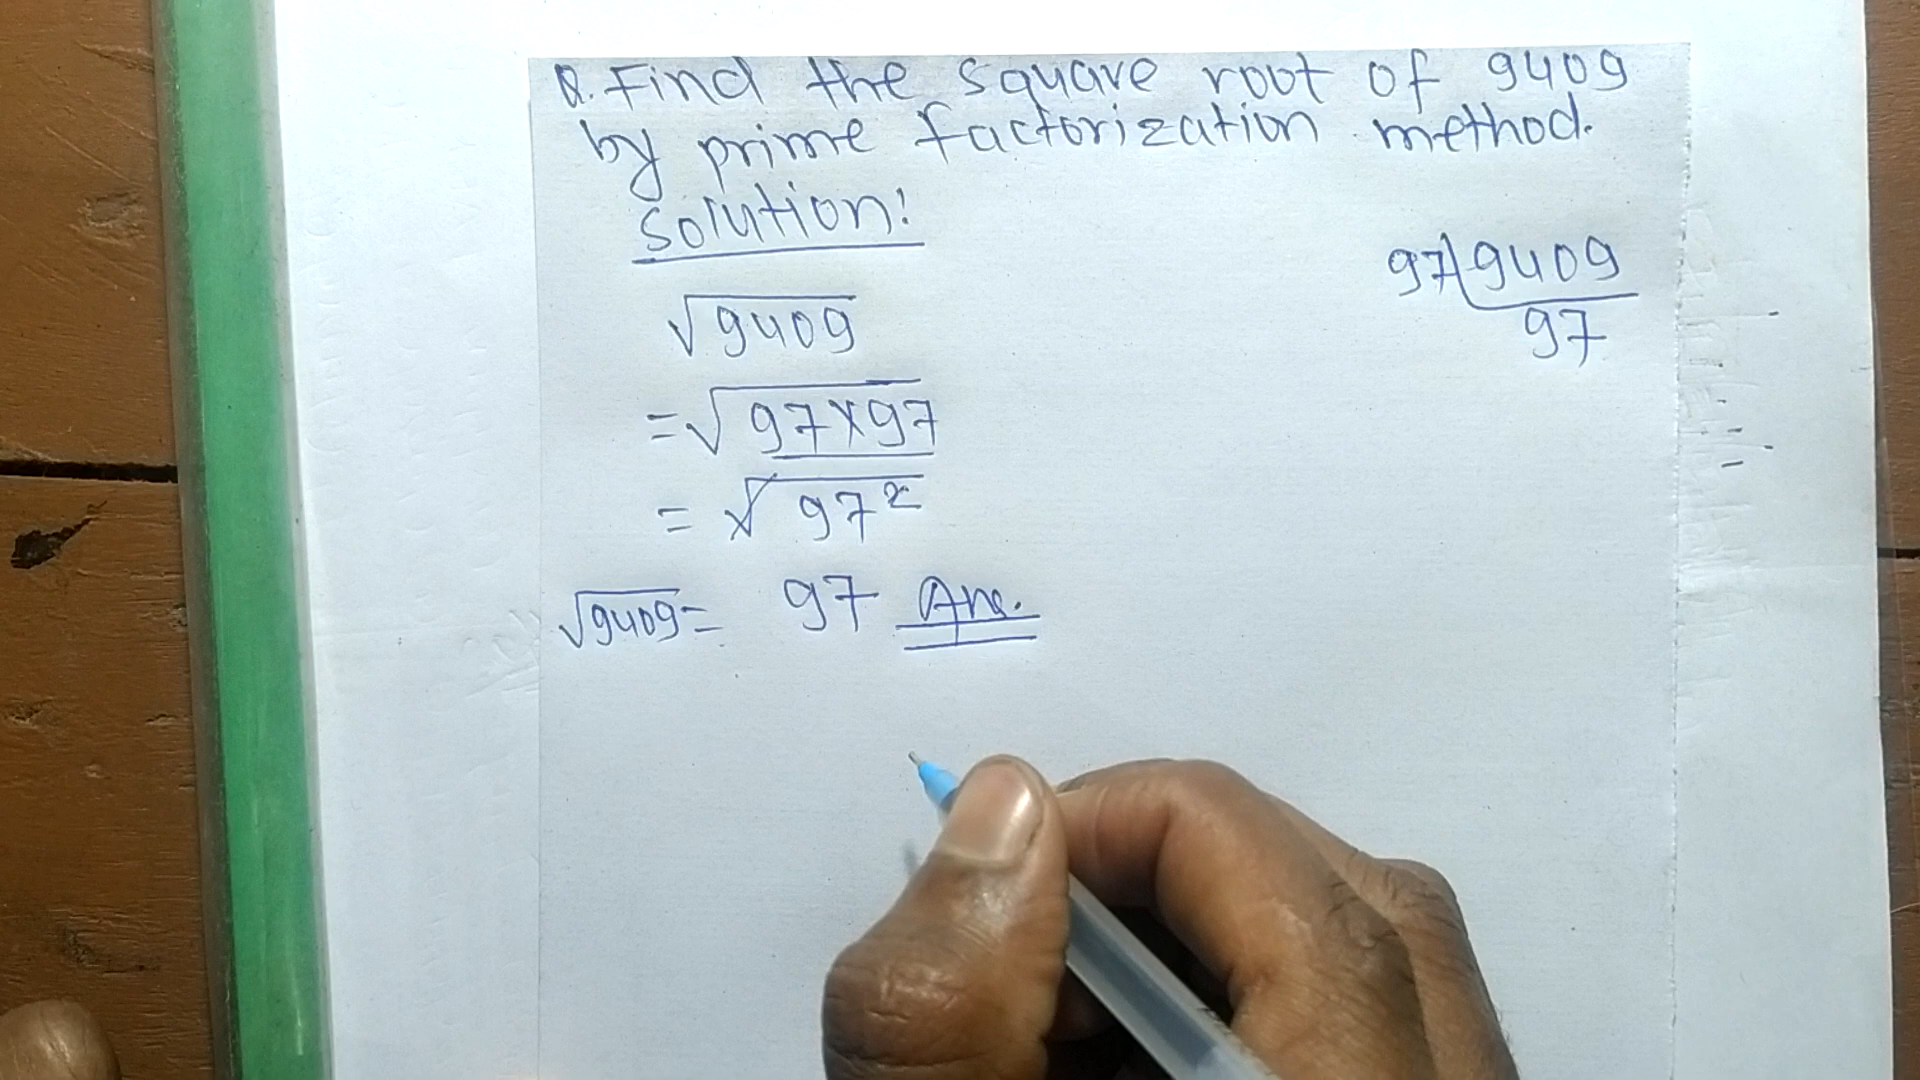 Q. Find the square root of 9409
by prime factorization method.
Solution:
97 9409
97
√9409
= √97×97
= √97²
√9409 = 97 Ans.